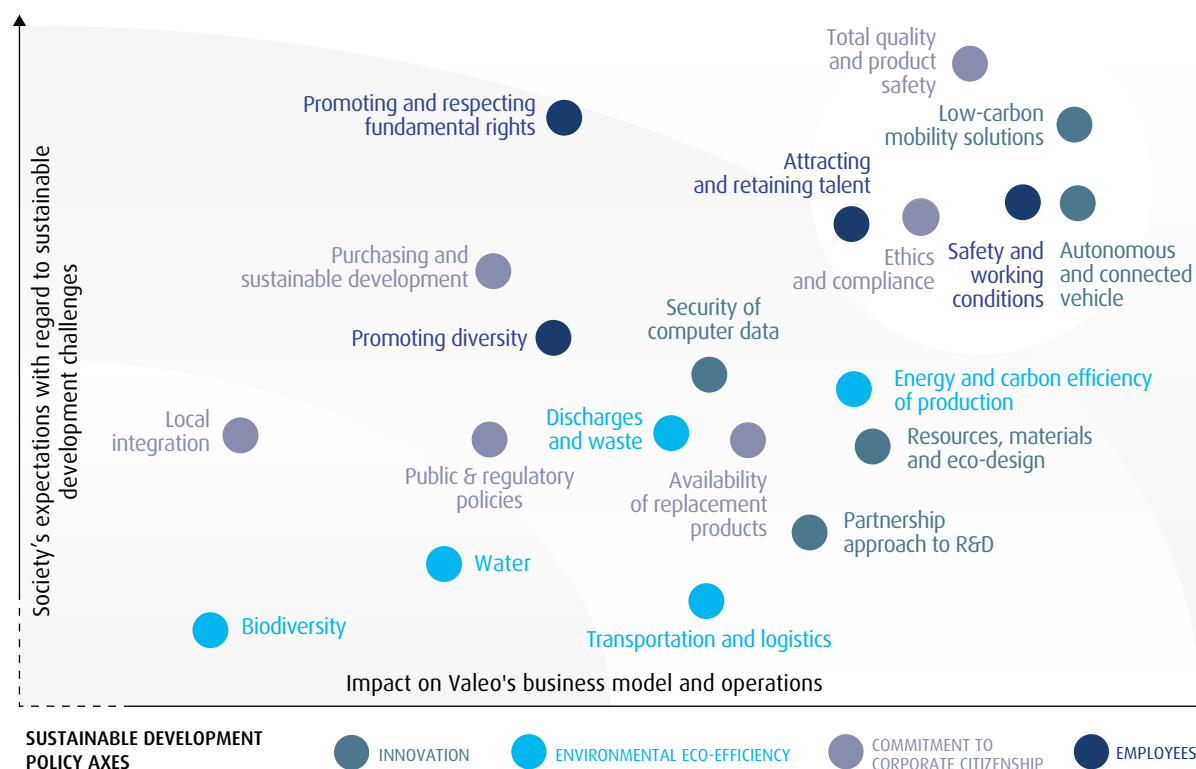 Society's expectations with regard to sustainable
development challenges
Total quality
and product
safety
Promoting and respecting
fundamental rights
Low-carbon
mobility solutions
Attracting
and retaining talent
Purchasing and
sustainable development
Ethics
and compliance
Safety and
working
conditions
Autonomous
and connected
vehicle
Security of
computer data
Promoting diversity
Energy and carbon efficiency
of production
Local
integration
Discharges
and waste
Resources, materials
and eco-design
Public & regulatory
policies
Availability
of replacement
products
Partnership
approach to R&D
Water
Biodiversity
Transportation and logistics
Impact on Valeo's business model and operations
SUSTAINABLE DEVELOPMENT
POLICY AXES
INNOVATION
ENVIRONMENTAL ECO-EFFICIENCY
COMMITMENT TO
CORPORATE CITIZENSHIP
EMPLOYEES